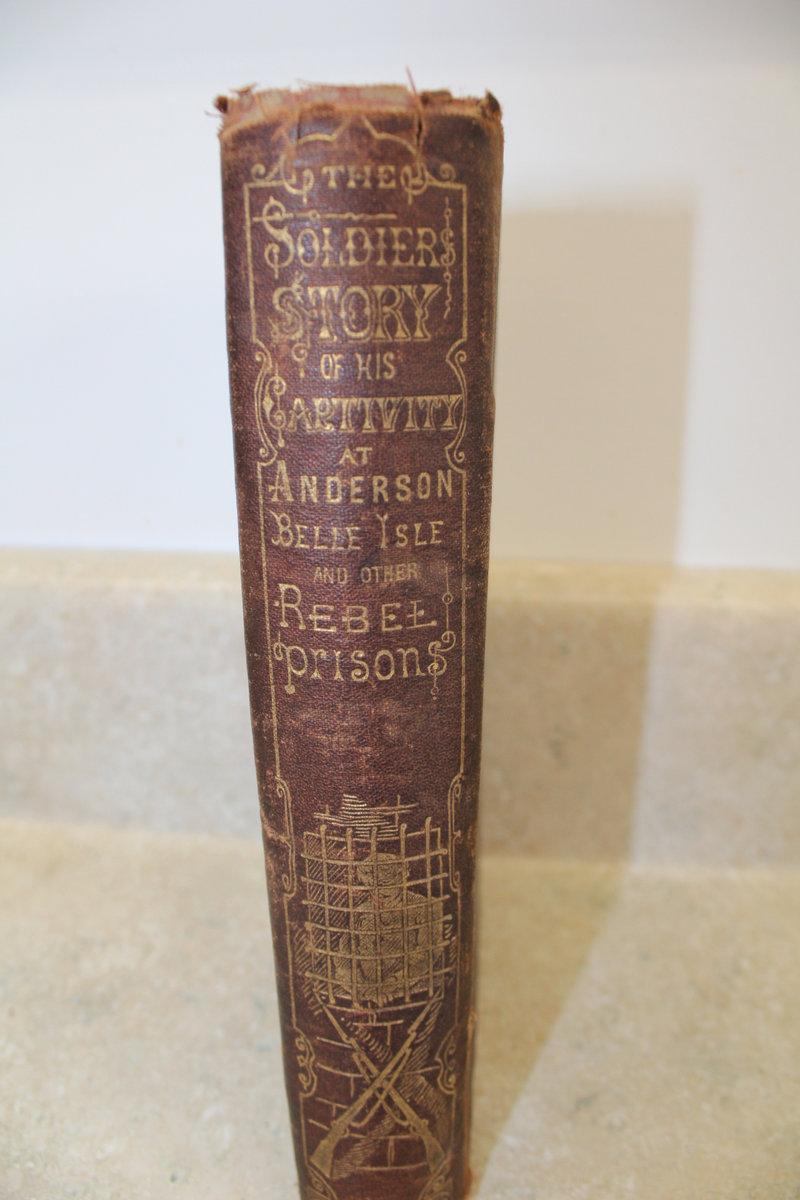 THE
SOLDIERS
STORY
OF HIS
CAPTIVITY
AT
ANDERSON
BELLE ISLE
AND OTHER
REBEL
PRISONS